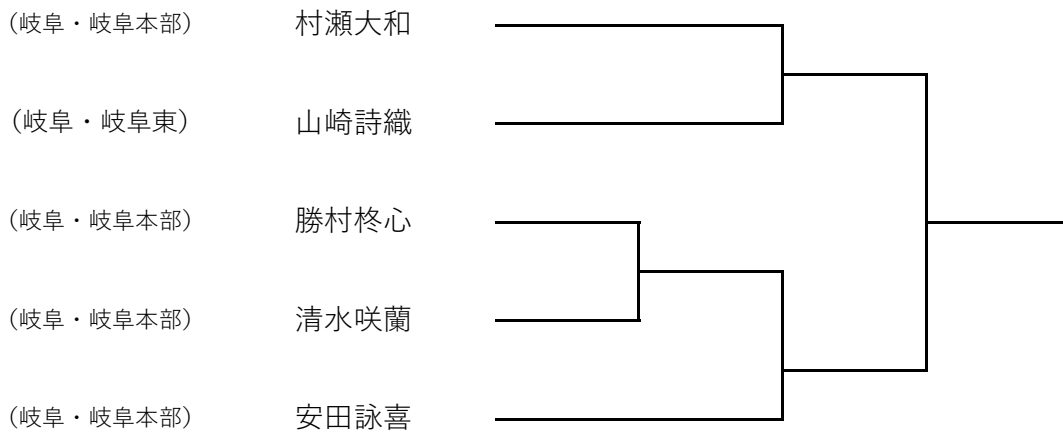 (岐阜・岐阜本部) 村瀬大和
(岐阜・岐阜東) 山崎詩織
(岐阜・岐阜本部) 勝村柊心
(岐阜・岐阜本部) 清水咲蘭
(岐阜・岐阜本部) 安田詠喜